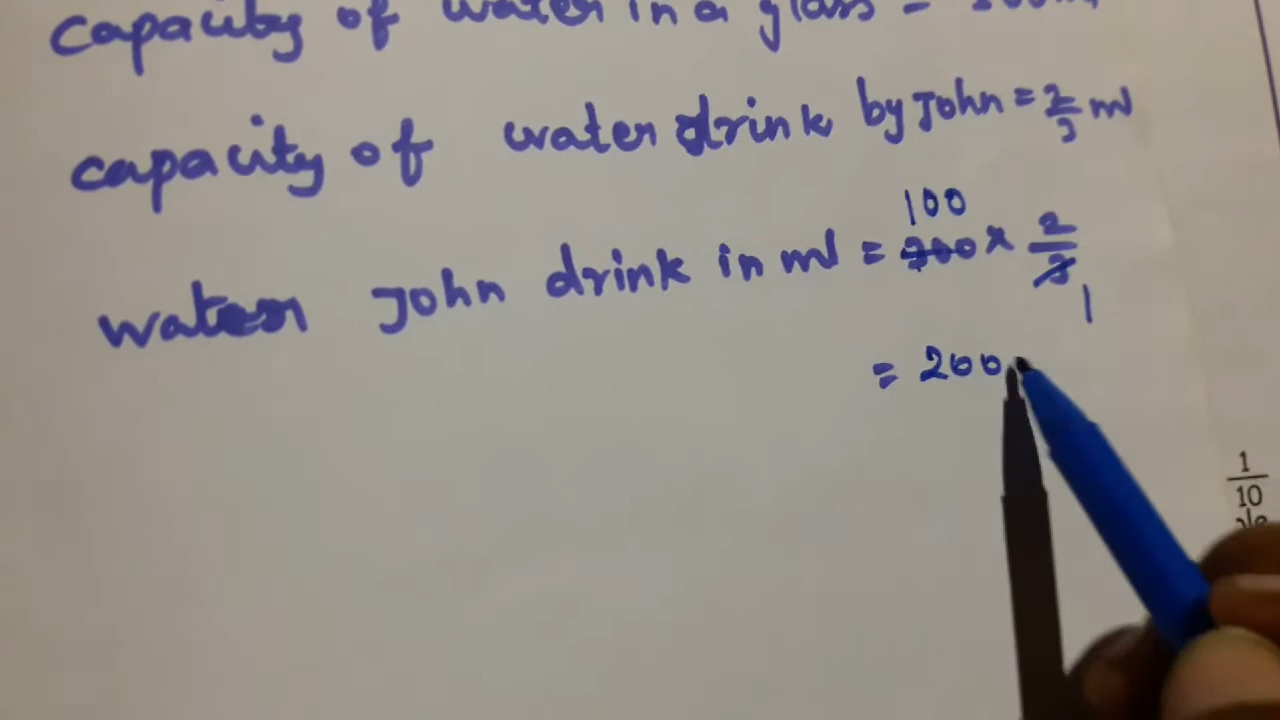 capacity of water in a glass =
capacity of water drink by John = 2/3 ml
water John drink in ml = 300 × 2/3
100
1
= 200
1/10